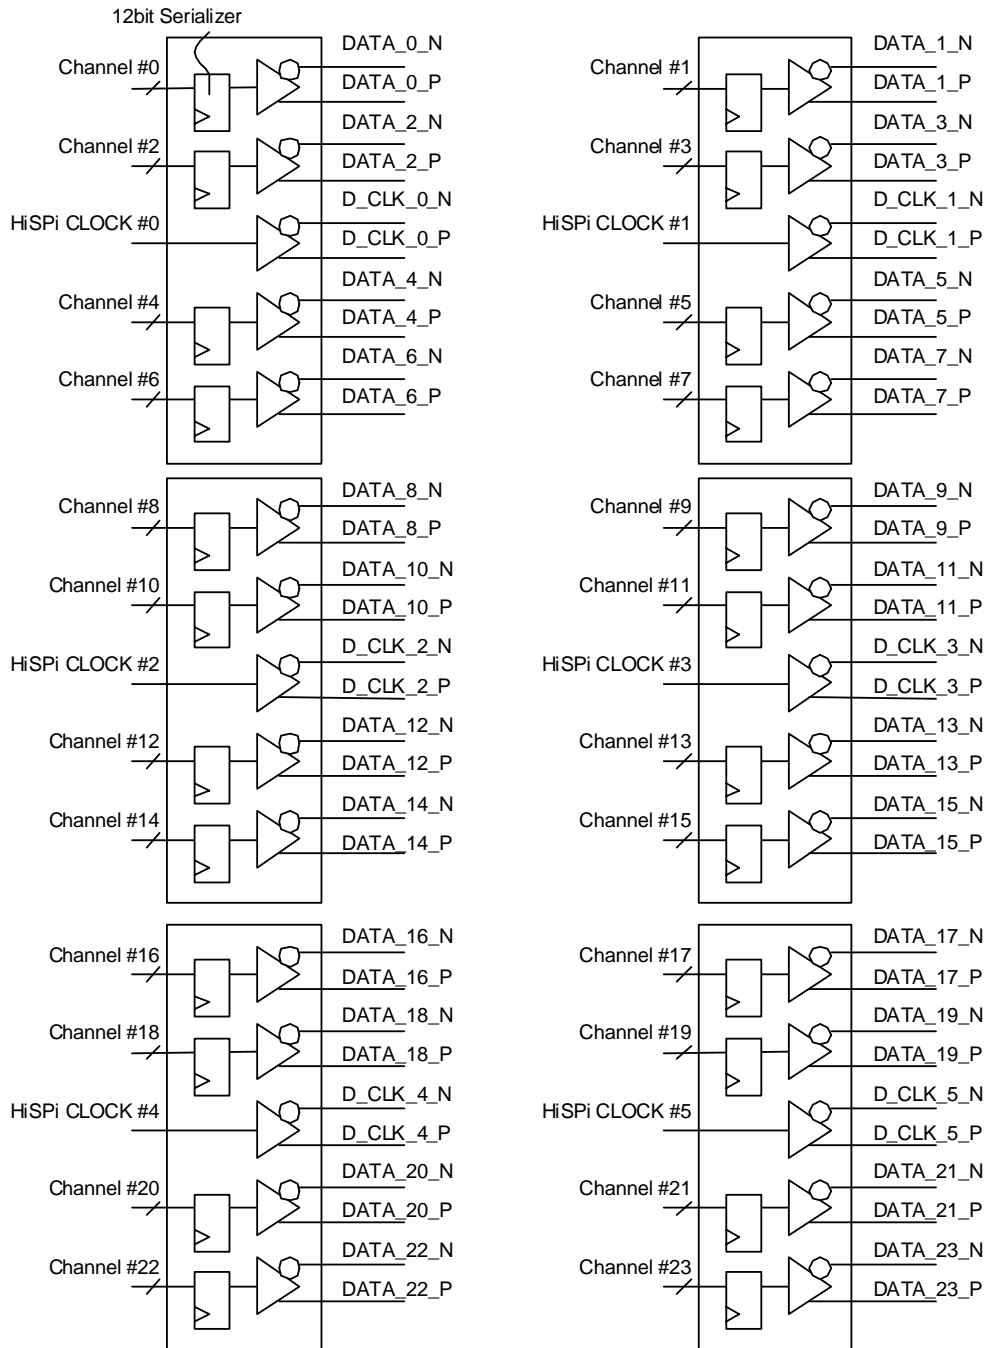 12bit Serializer
Channel #0
DATA_0_N
DATA_0_P
Channel #2
DATA_2_N
DATA_2_P
HiSPi CLOCK #0
D_CLK_0_N
D_CLK_0_P
Channel #4
DATA_4_N
DATA_4_P
Channel #6
DATA_6_N
DATA_6_P
Channel #1
DATA_1_N
DATA_1_P
Channel #3
DATA_3_N
DATA_3_P
HiSPi CLOCK #1
D_CLK_1_N
D_CLK_1_P
Channel #5
DATA_5_N
DATA_5_P
Channel #7
DATA_7_N
DATA_7_P
Channel #8
DATA_8_N
DATA_8_P
Channel #10
DATA_10_N
DATA_10_P
HiSPi CLOCK #2
D_CLK_2_N
D_CLK_2_P
Channel #12
DATA_12_N
DATA_12_P
Channel #14
DATA_14_N
DATA_14_P
Channel #9
DATA_9_N
DATA_9_P
Channel #11
DATA_11_N
DATA_11_P
HiSPi CLOCK #3
D_CLK_3_N
D_CLK_3_P
Channel #13
DATA_13_N
DATA_13_P
Channel #15
DATA_15_N
DATA_15_P
Channel #16
DATA_16_N
DATA_16_P
Channel #18
DATA_18_N
DATA_18_P
HiSPi CLOCK #4
D_CLK_4_N
D_CLK_4_P
Channel #20
DATA_20_N
DATA_20_P
Channel #22
DATA_22_N
DATA_22_P
Channel #17
DATA_17_N
DATA_17_P
Channel #19
DATA_19_N
DATA_19_P
HiSPi CLOCK #5
D_CLK_5_N
D_CLK_5_P
Channel #21
DATA_21_N
DATA_21_P
Channel #23
DATA_23_N
DATA_23_P